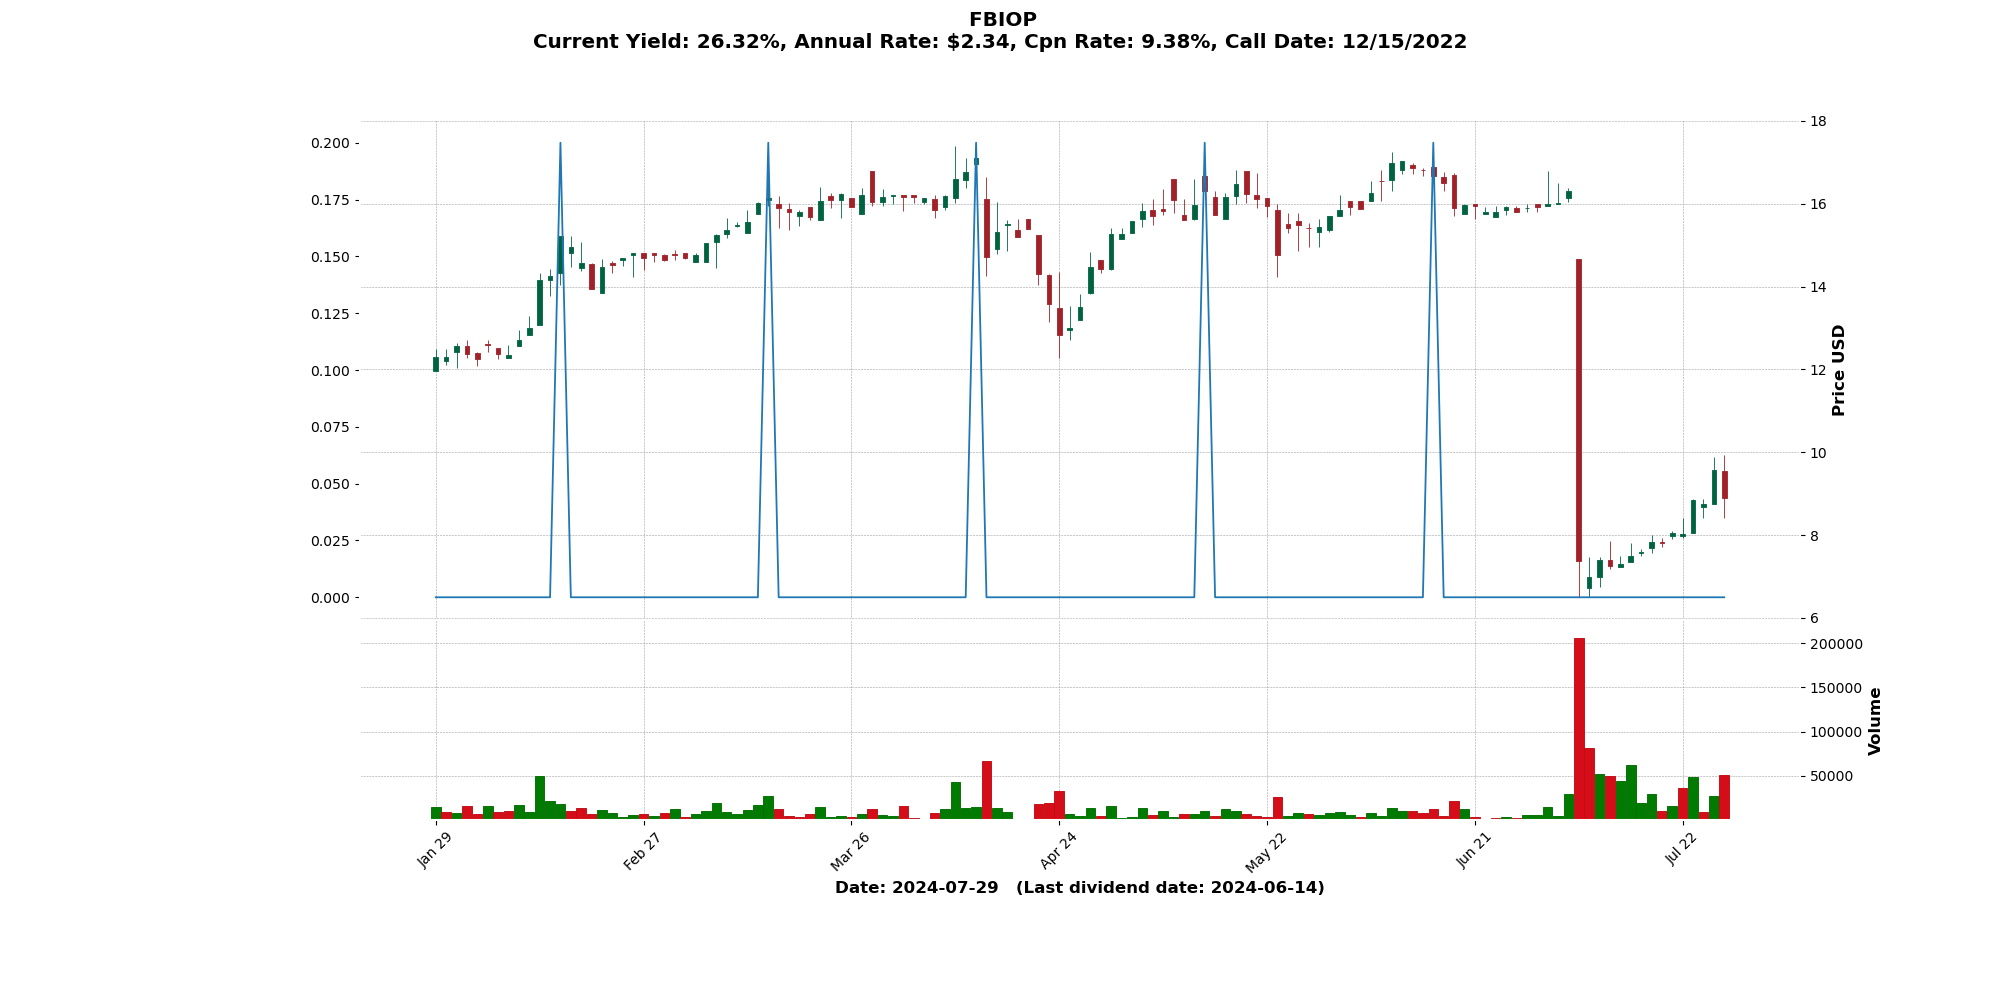 FBIOP
Current Yield: 26.32%, Annual Rate: $2.34, Cpn Rate: 9.38%, Call Date: 12/15/2022
0.200
0.175
0.150
0.125
0.100
0.075
0.050
0.025
0.000
18
16
14
12
10
8
6
Price USD
200000
150000
100000
50000
Volume
Jan 29
Feb 27
Mar 26
Apr 24
May 22
Jun 21
Jul 22
Date: 2024-07-29   (Last dividend date: 2024-06-14)